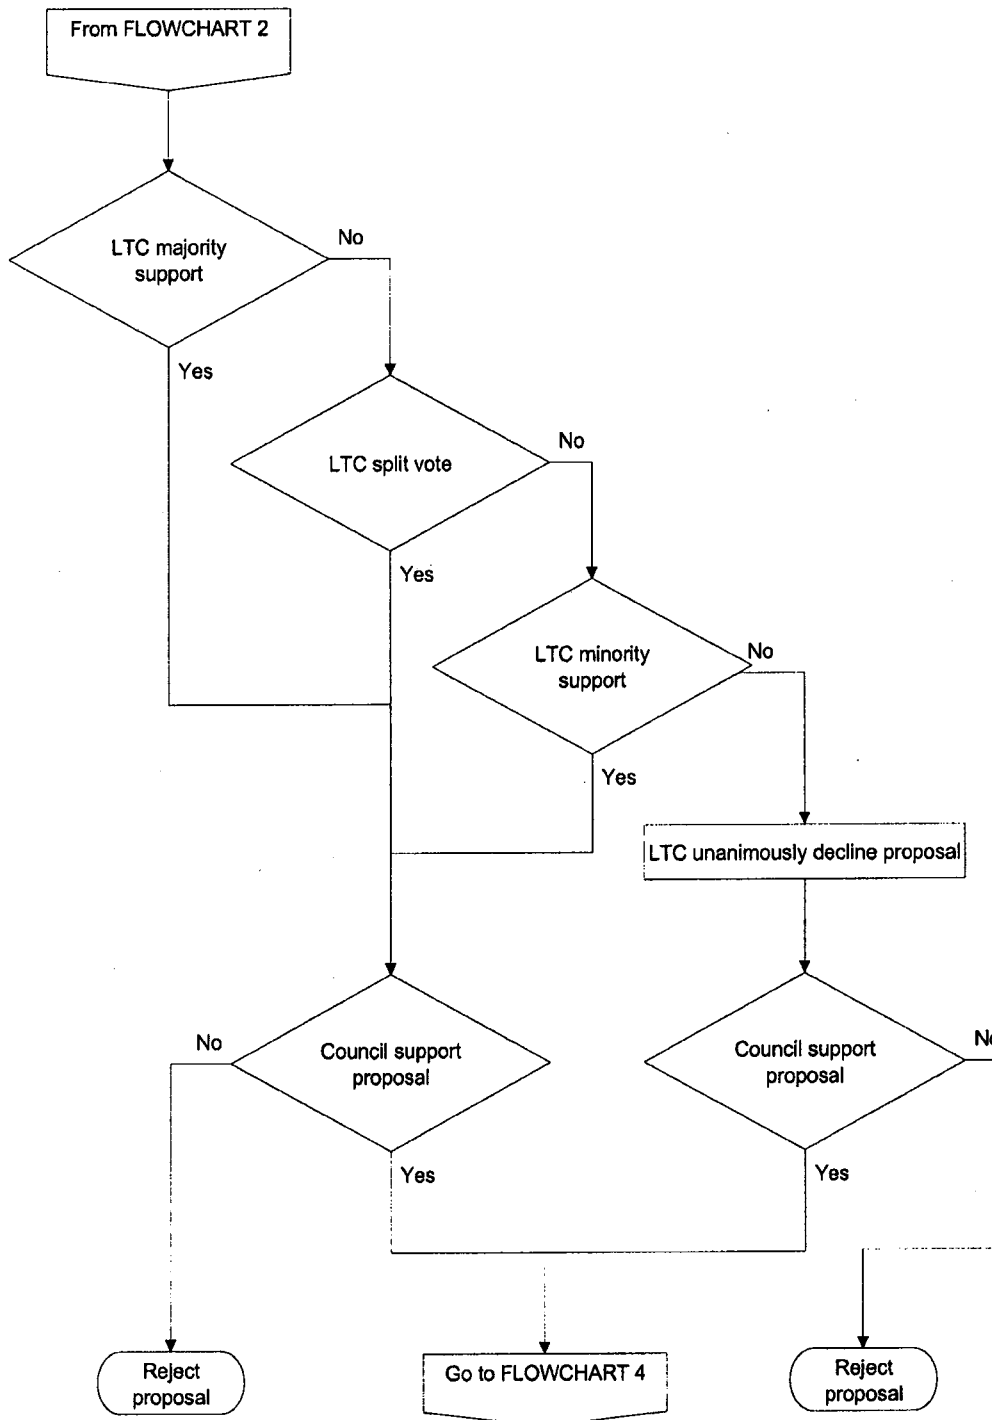 From FLOWCHART 2
LTC majority
support
No
Yes
LTC split vote
No
Yes
LTC minority
support
No
Yes
LTC unanimously decline proposal
No
Council support
proposal
Yes
Council support
proposal
No
Yes
Reject
proposal
Go to FLOWCHART 4
Reject
proposal